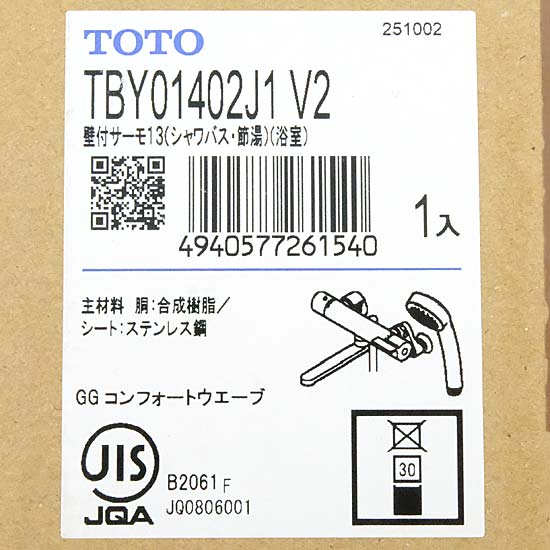 TOTO
251002
TBY01402J1 V2
壁付サーモ13(シャワバス・節湯)(浴室)
4940577261540
1入
主材料 胴:合成樹脂/
シート:ステンレス鋼
GG コンフォートウエーブ
JIS
JQA
B2061 F
JQ0806001
30